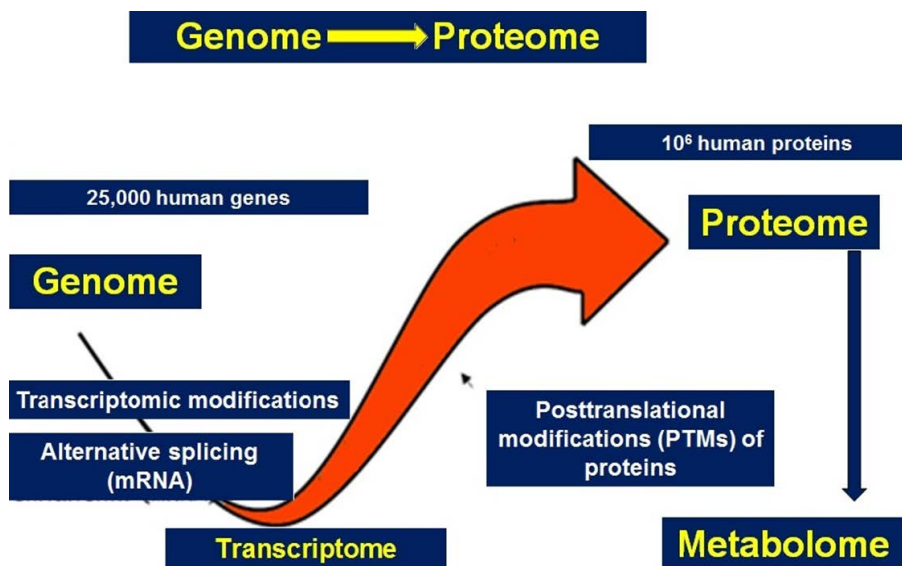 Genome Proteome
10⁶ human proteins
25,000 human genes
Proteome
Genome
Transcriptomic modifications
Alternative splicing
(mRNA)
Posttranslational
modifications (PTMs) of
proteins
Transcriptome
Metabolome